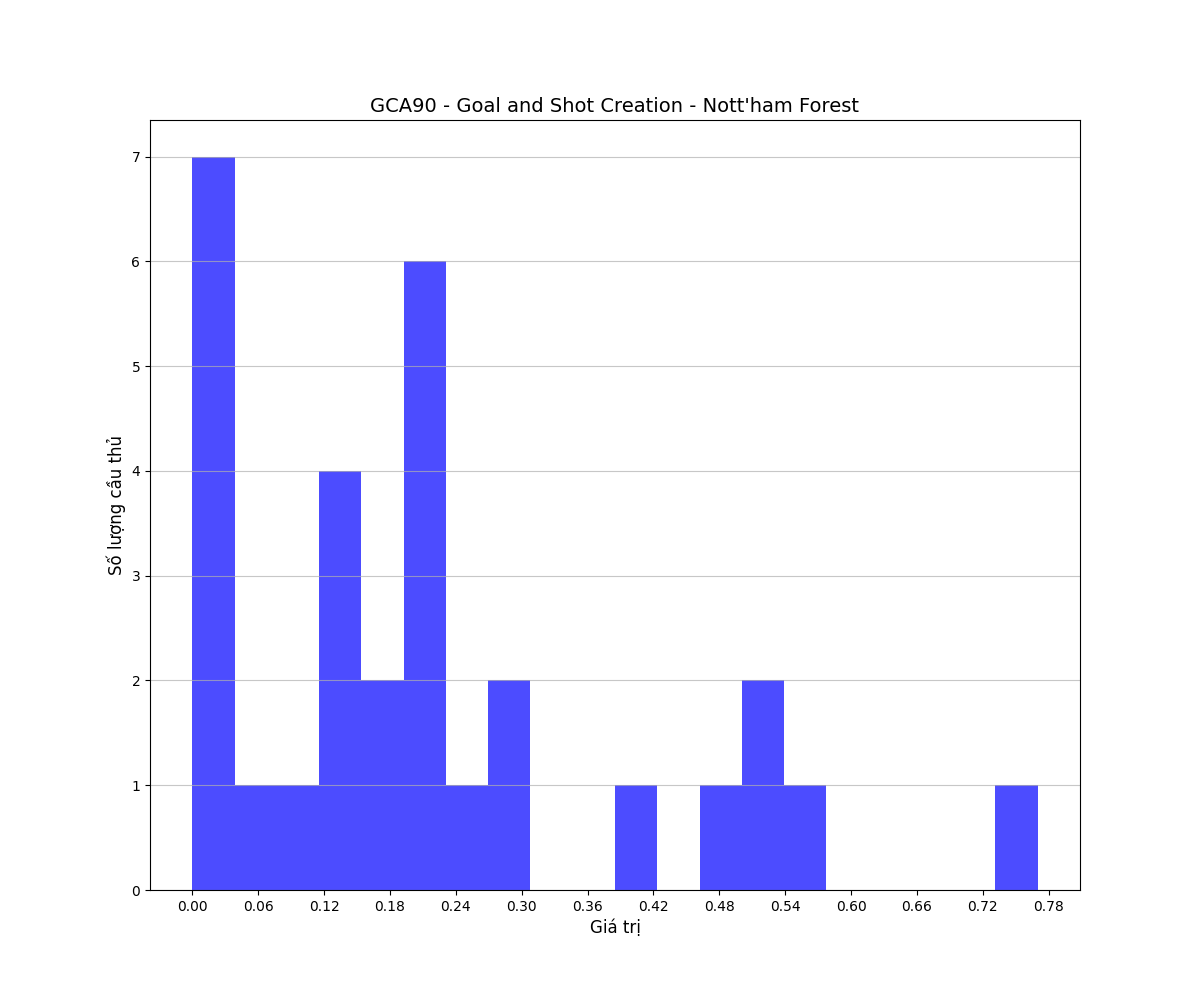 GCA90 - Goal and Shot Creation - Nott'ham Forest
Số lượng cầu thủ
7
6
5
4
3
2
1
0
0.00 0.06 0.12 0.18 0.24 0.30 0.36 0.42 0.48 0.54 0.60 0.66 0.72 0.78
Giá trị